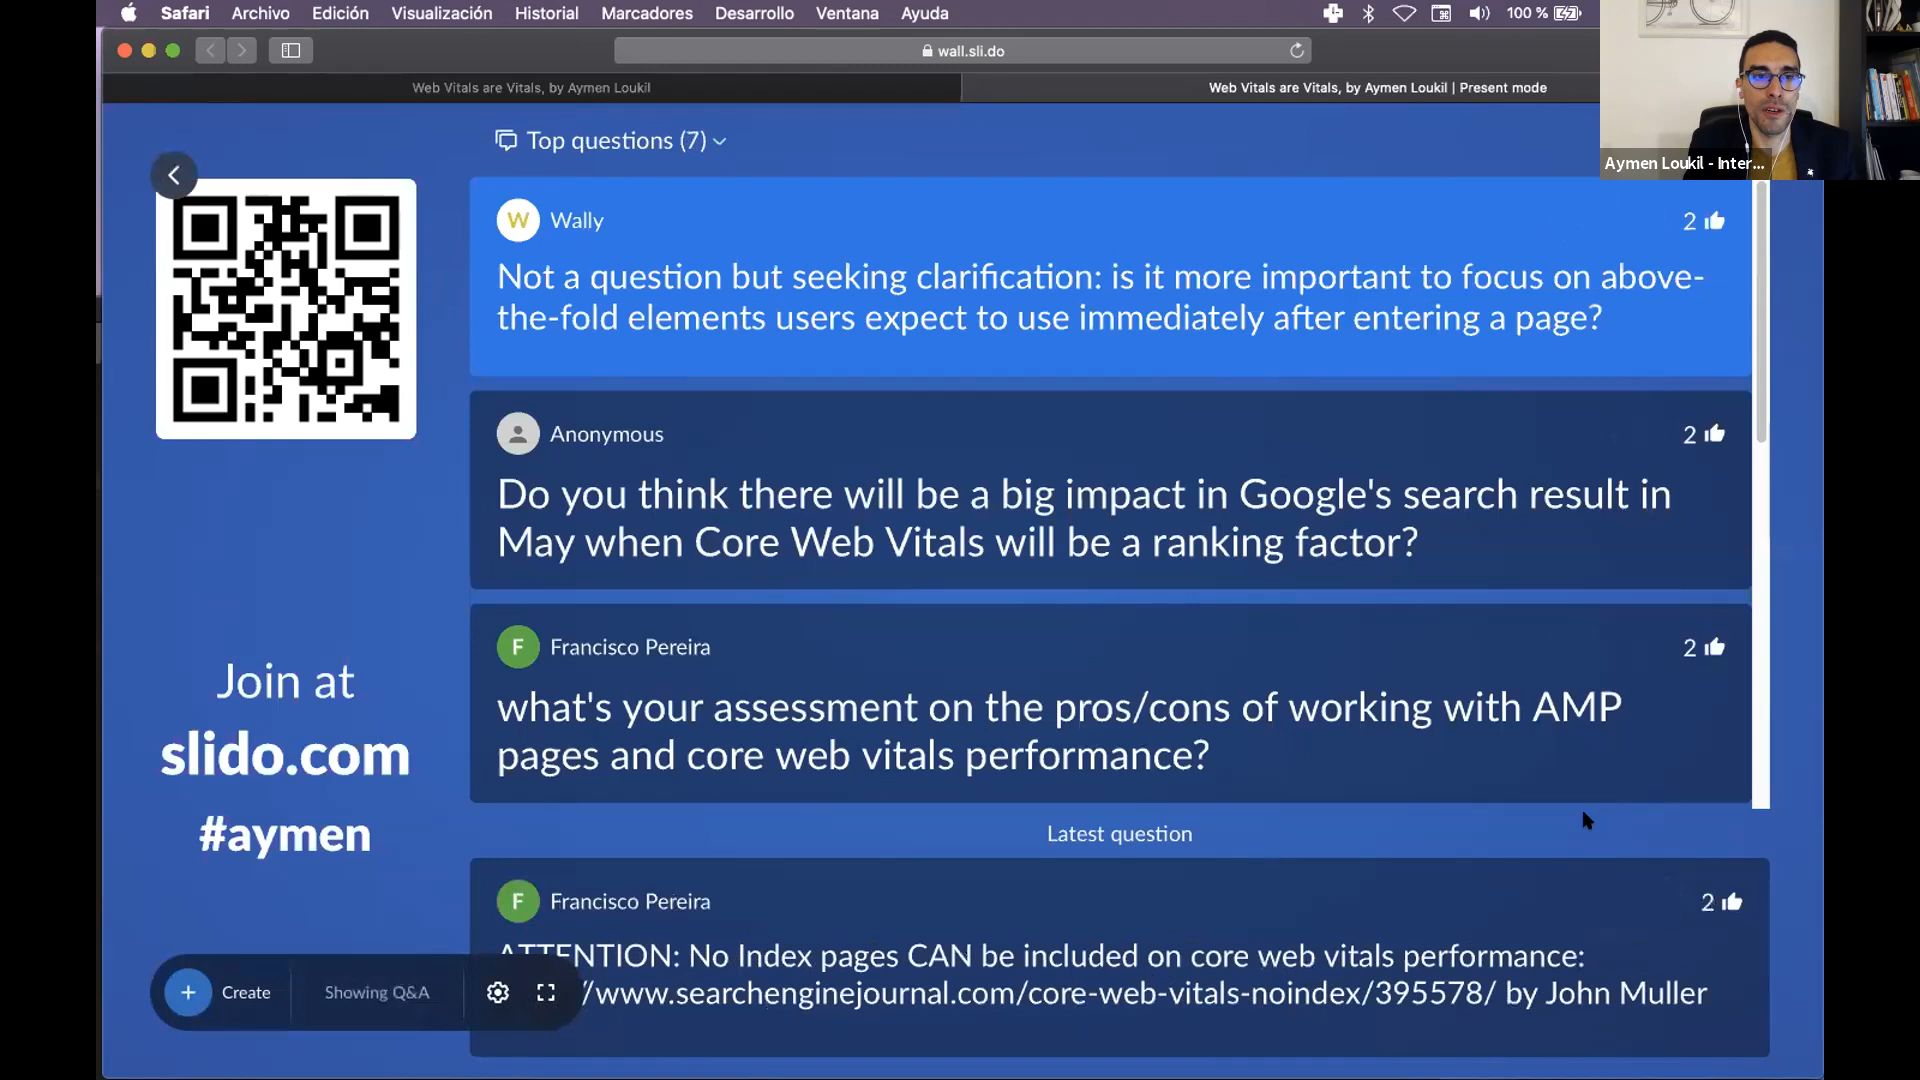 Safari Archivo Edición Visualización Historial Marcadores Desarrollo Ventana Ayuda 100 %
wall.sli.do
Web Vitals are Vitals, by Aymen Loukil
Web Vitals are Vitals, by Aymen Loukil | Present mode
Aymen Loukil - Inter...
Top questions (7)
W Wally 2
Not a question but seeking clarification: is it more important to focus on above-
the-fold elements users expect to use immediately after entering a page?
Anonymous 2
Do you think there will be a big impact in Google's search result in
May when Core Web Vitals will be a ranking factor?
F Francisco Pereira 2
what's your assessment on the pros/cons of working with AMP
pages and core web vitals performance?
Join at
slido.com
#aymen
Latest question
F Francisco Pereira 2
ATTENTION: No Index pages CAN be included on core web vitals performance:
//www.searchenginejournal.com/core-web-vitals-noindex/395578/ by John Muller
+ Create Showing Q&A